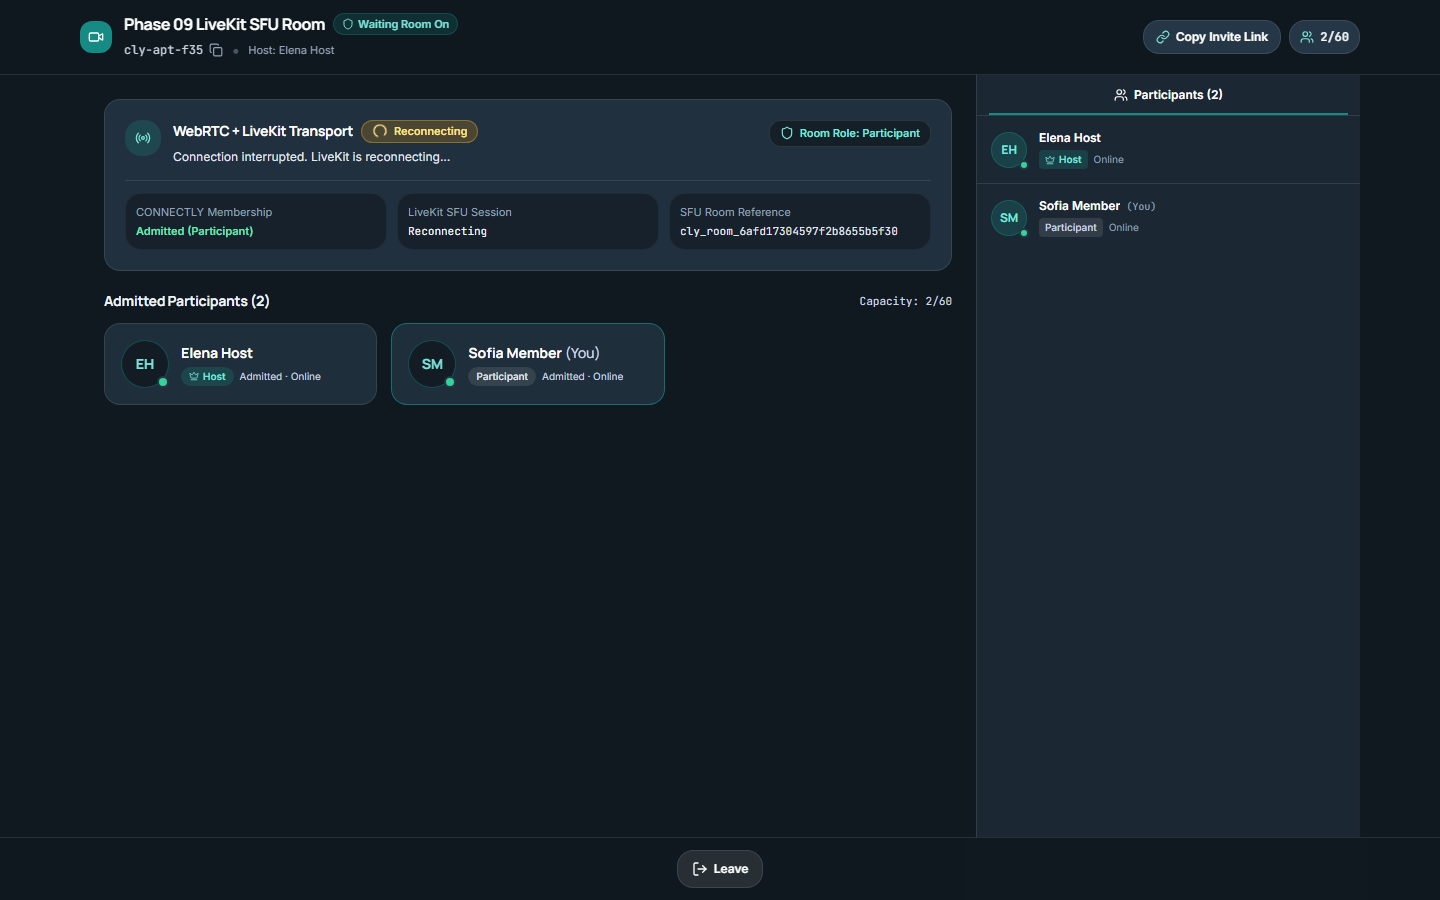 Phase 09 LiveKit SFU Room
Waiting Room On
cly-apt-f35
Host: Elena Host
Copy Invite Link
2/60
WebRTC + LiveKit Transport
Reconnecting
Connection interrupted. LiveKit is reconnecting...
Room Role: Participant
CONNECTLY Membership
Admitted (Participant)
LiveKit SFU Session
Reconnecting
SFU Room Reference
cly_room_6afd17304597f2b8655b5f30
Admitted Participants (2)
Capacity: 2/60
EH
Elena Host
Host
Admitted · Online
SM
Sofia Member (You)
Participant
Admitted · Online
Participants (2)
EH
Elena Host
Host
Online
SM
Sofia Member (You)
Participant
Online
Leave